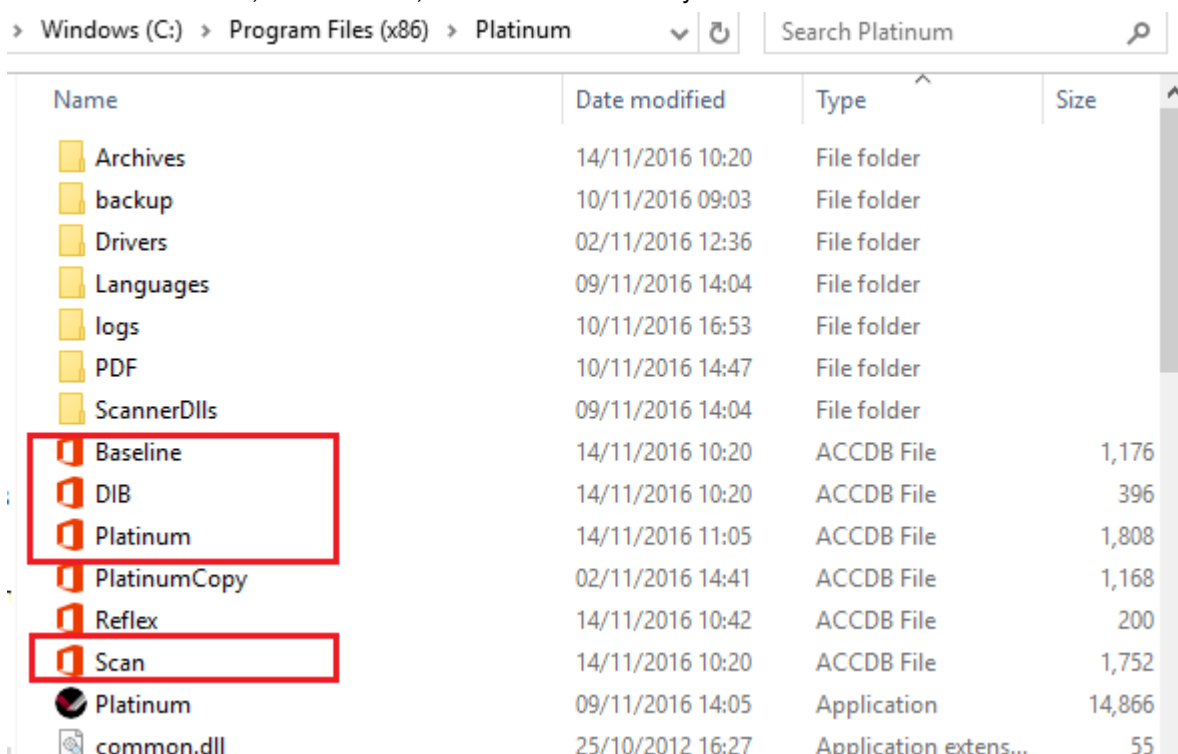 > Windows (C:) > Program Files (x86) > Platinum Search Platinum
Name Date modified Type Size
Archives 14/11/2016 10:20 File folder
backup 10/11/2016 09:03 File folder
Drivers 02/11/2016 12:36 File folder
Languages 09/11/2016 14:04 File folder
logs 10/11/2016 16:53 File folder
PDF 10/11/2016 14:47 File folder
ScannerDlls 09/11/2016 14:04 File folder
Baseline 14/11/2016 10:20 ACCDB File 1,176
DIB 14/11/2016 10:20 ACCDB File 396
Platinum 14/11/2016 11:05 ACCDB File 1,808
PlatinumCopy 02/11/2016 14:41 ACCDB File 1,168
Reflex 14/11/2016 10:42 ACCDB File 200
Scan 14/11/2016 10:20 ACCDB File 1,752
Platinum 09/11/2016 14:05 Application 14,866
common.dll 25/10/2012 16:27 Application extens... 55